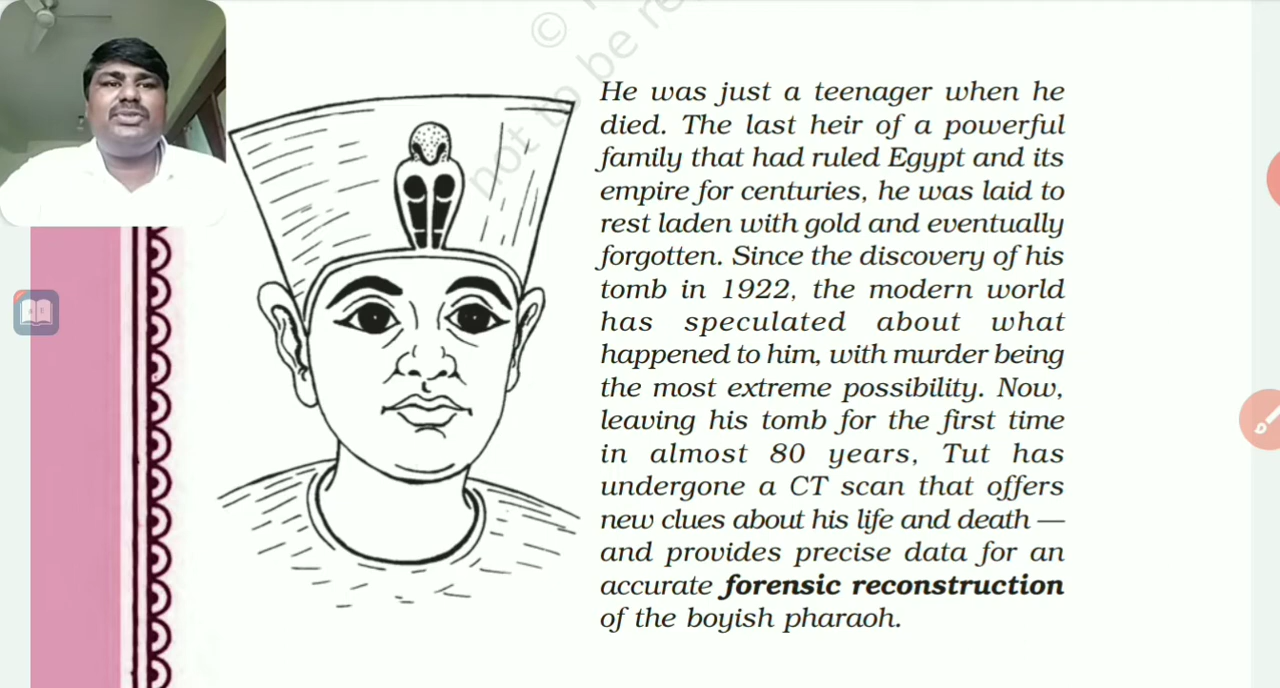 © 
not to be re
He was just a teenager when he
died. The last heir of a powerful
family that had ruled Egypt and its
empire for centuries, he was laid to
rest laden with gold and eventually
forgotten. Since the discovery of his
tomb in 1922, the modern world
has speculated about what
happened to him, with murder being
the most extreme possibility. Now,
leaving his tomb for the first time
in almost 80 years, Tut has
undergone a CT scan that offers
new clues about his life and death —
and provides precise data for an
accurate forensic reconstruction
of the boyish pharaoh.